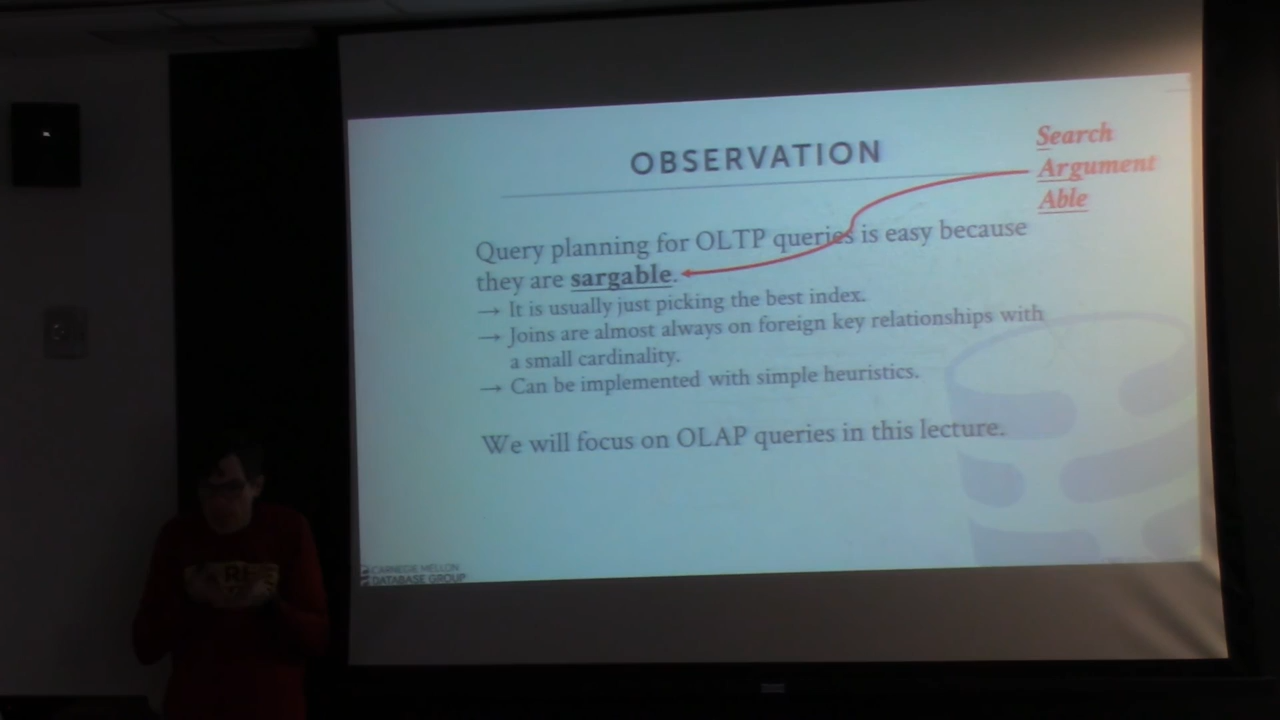 OBSERVATION
Search
Argument
Able
Query planning for OLTP queries is easy because
they are sargable.
→ It is usually just picking the best index.
→ Joins are almost always on foreign key relationships with
a small cardinality.
→ Can be implemented with simple heuristics.
We will focus on OLAP queries in this lecture.
CARNEGIE MELLON
DATABASE GROUP